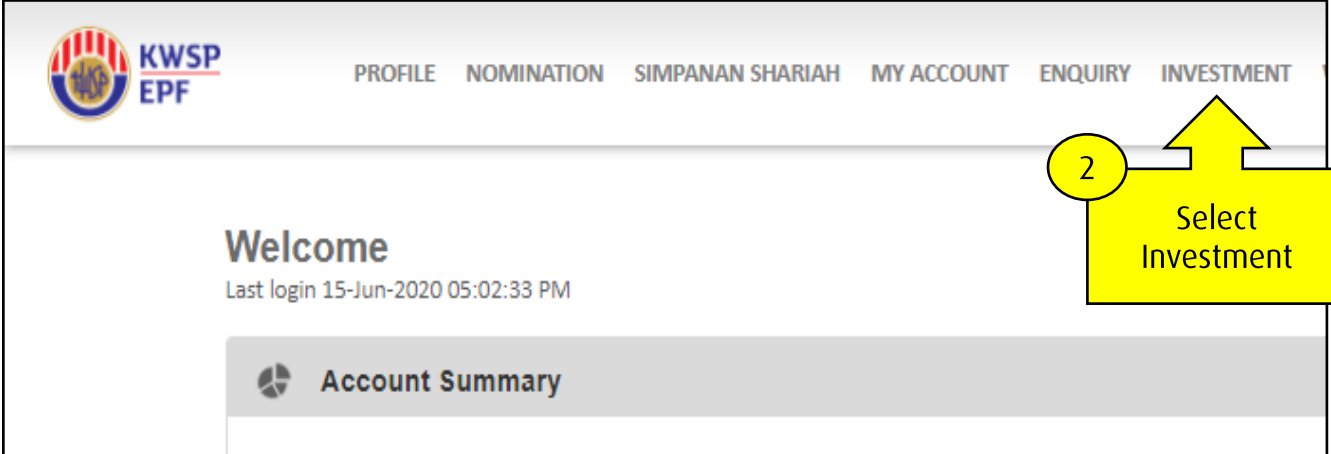 KWSP
EPF
PROFILE NOMINATION SIMPANAN SHARIAH MY ACCOUNT ENQUIRY INVESTMENT
2
Select
Investment
Welcome
Last login 15-Jun-2020 05:02:33 PM
Account Summary